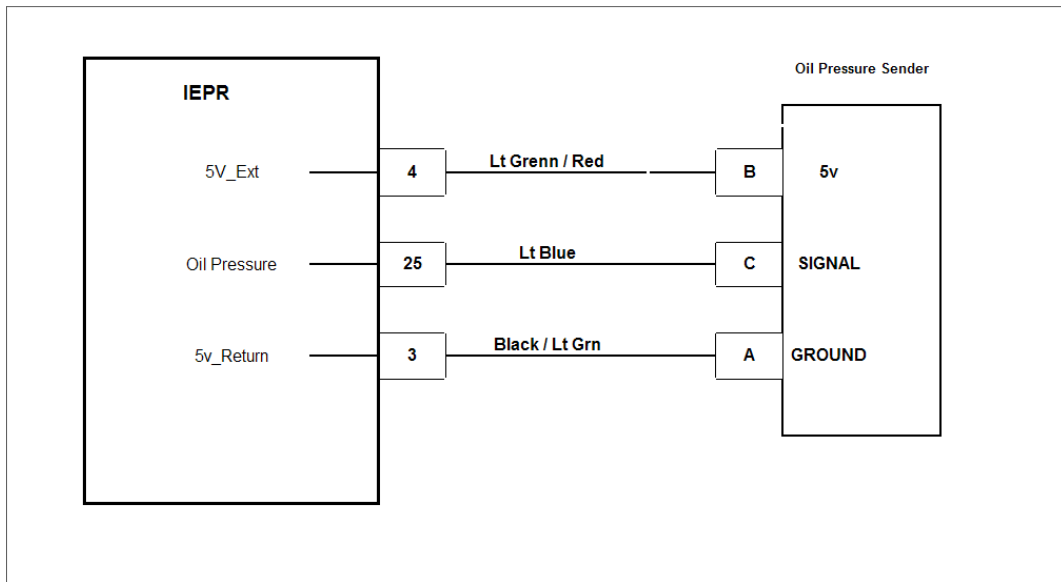 Oil Pressure Sender
IEPR
5V_Ext
4
Lt Grenn / Red
B
5v
Oil Pressure
25
Lt Blue
C
SIGNAL
5v_Return
3
Black / Lt Grn
A
GROUND